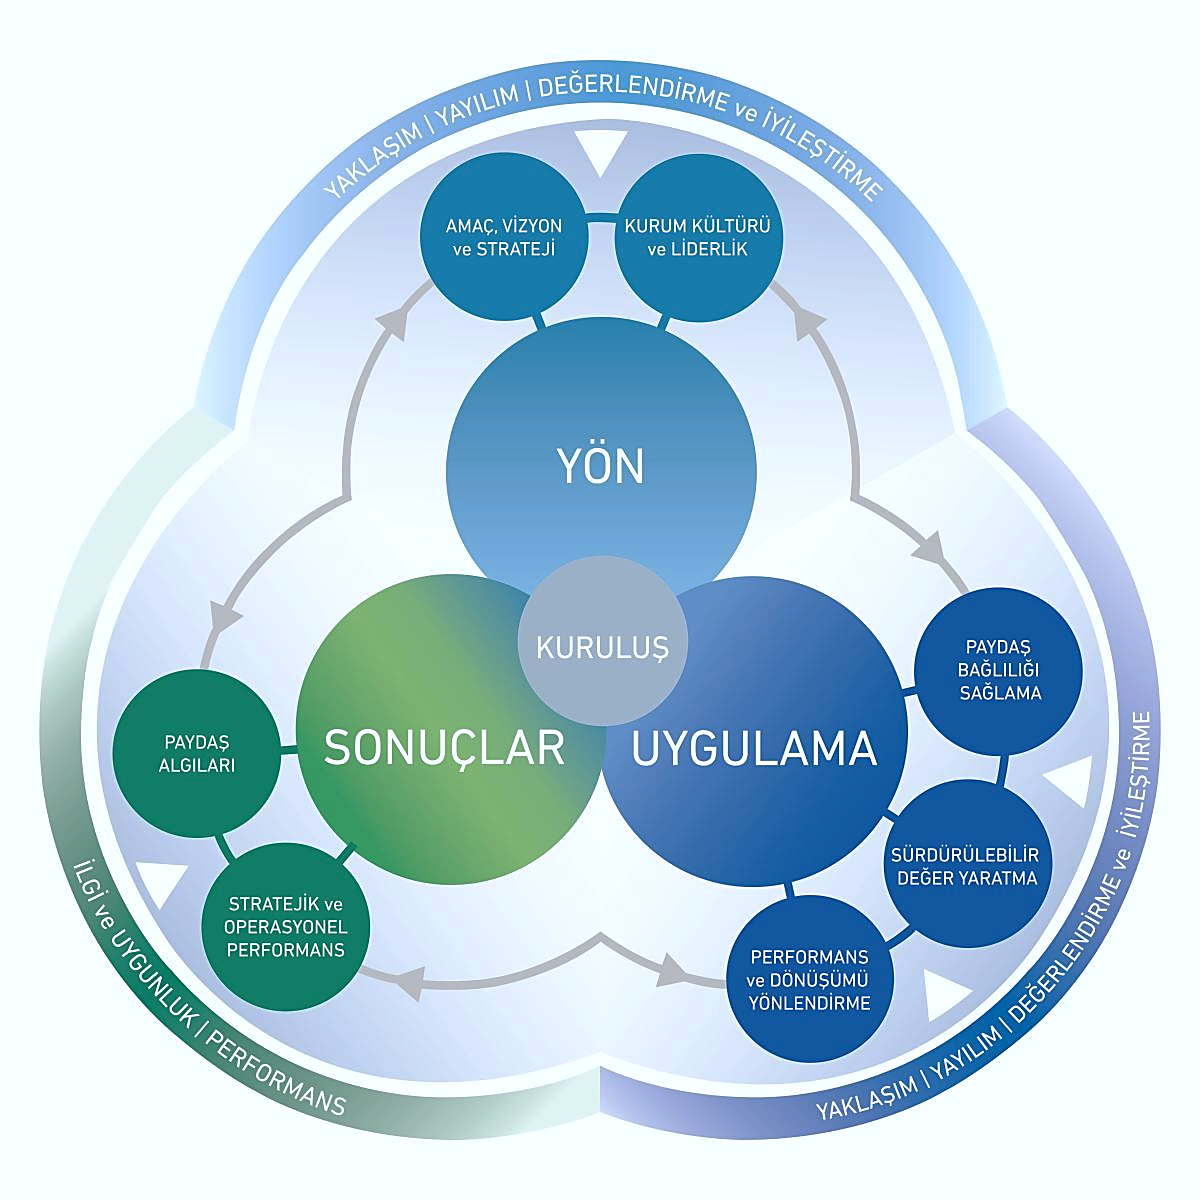 YAKLAŞIM | YAYILIM | DEĞERLENDİRME ve İYİLEŞTİRME
AMAÇ, VİZYON
ve STRATEJİ
KURUM KÜLTÜRÜ
ve LİDERLİK
YÖN
KURULUŞ
SONUÇLAR
UYGULAMA
PAYDAŞ
BAĞLILIĞI
SAĞLAMA
SÜRDÜRÜLEBİLİR
DEĞER YARATMA
PERFORMANS
ve DÖNÜŞÜMÜ
YÖNLENDİRME
PAYDAŞ
ALGILARI
STRATEJİK ve
OPERASYONEL
PERFORMANS
İLGİ ve UYGUNLUK | PERFORMANS
YAKLAŞIM | YAYILIM | DEĞERLENDİRME ve İYİLEŞTİRME